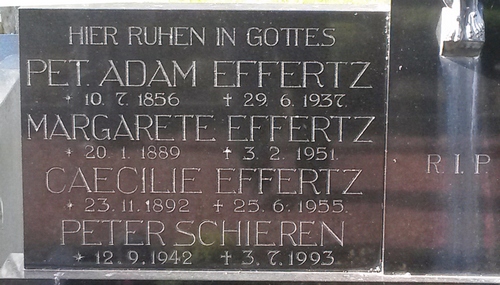 HIER RUHEN IN GOTTES
PET. ADAM EFFERTZ
* 10. 7. 1856 + 29. 6. 1937.
MARGARETE EFFERTZ
* 20. 1. 1889 + 3. 2. 1951.
CAECILIE EFFERTZ
* 23. 11. 1892 + 25. 6. 1955.
PETER SCHIEREN
* 12. 9. 1942 + 3. 7. 1993.
R. I. P.